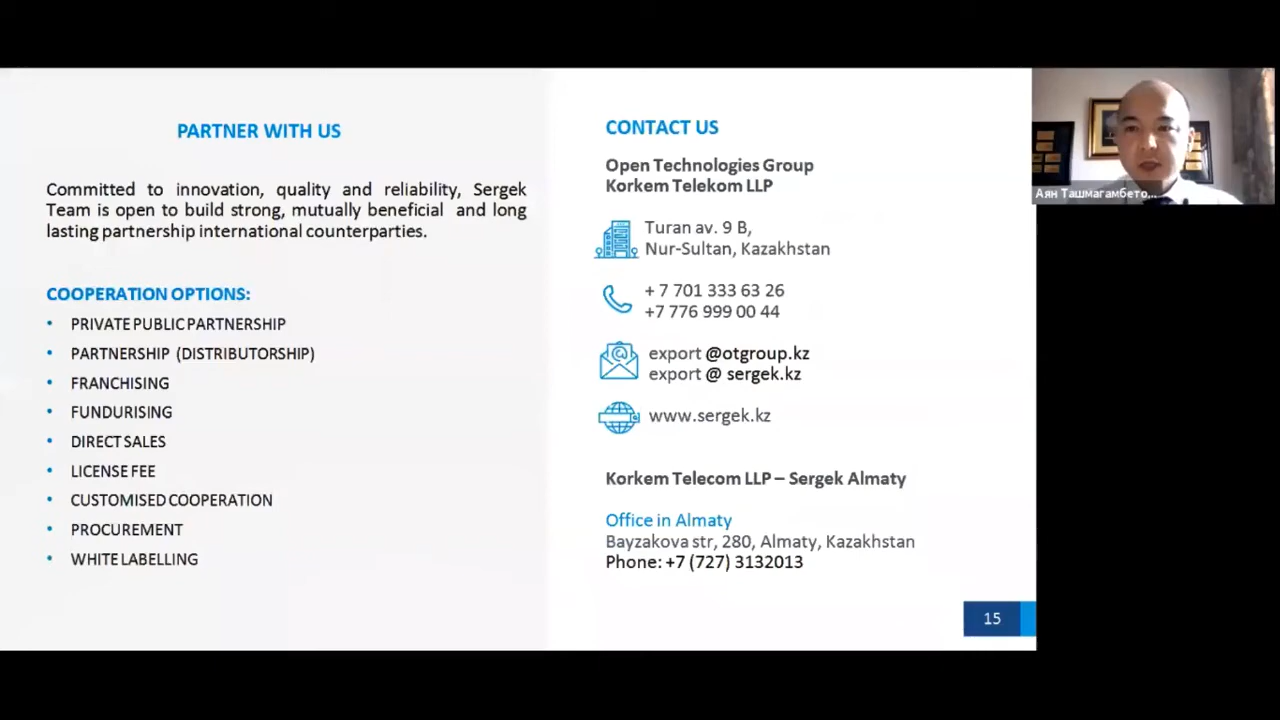 PARTNER WITH US
Committed to innovation, quality and reliability, Sergek
Team is open to build strong, mutually beneficial and long
lasting partnership international counterparties.
COOPERATION OPTIONS:
• PRIVATE PUBLIC PARTNERSHIP
• PARTNERSHIP (DISTRIBUTORSHIP)
• FRANCHISING
• FUNDURISING
• DIRECT SALES
• LICENSE FEE
• CUSTOMISED COOPERATION
• PROCUREMENT
• WHITE LABELLING
CONTACT US
Open Technologies Group
Korkem Telekom LLP
Turan av. 9 B,
Nur-Sultan, Kazakhstan
+ 7 701 333 63 26
+7 776 999 00 44
export @otgroup.kz
export @ sergek.kz
www.sergek.kz
Korkem Telecom LLP – Sergek Almaty
Office in Almaty
Bayzakova str, 280, Almaty, Kazakhstan
Phone: +7 (727) 3132013
15
Аян Ташмагамбето...